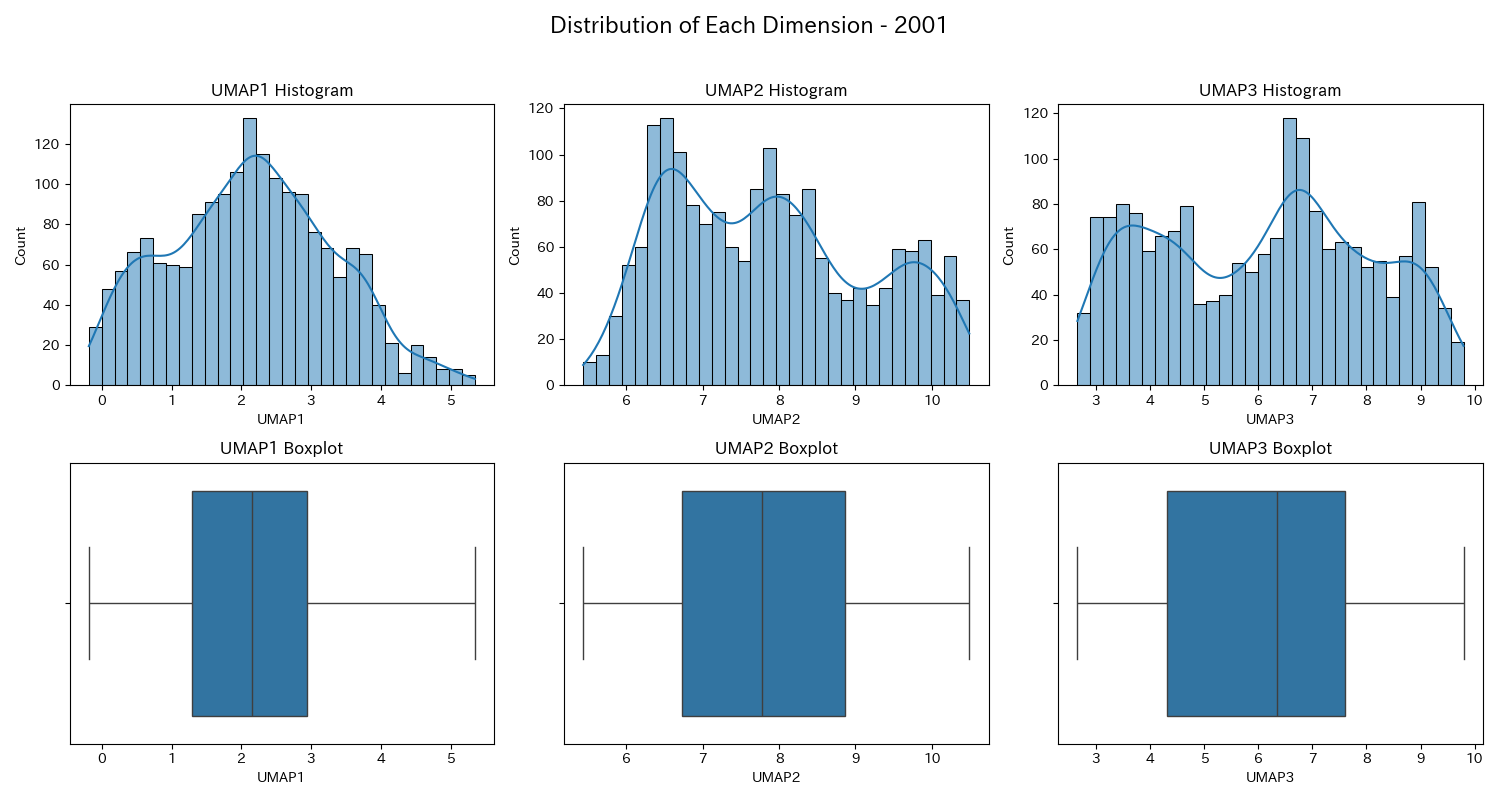 Distribution of Each Dimension - 2001
UMAP1 Histogram
Count
0
20
40
60
80
100
120
0 1 2 3 4 5
UMAP1
UMAP2 Histogram
Count
0
20
40
60
80
100
120
6 7 8 9 10
UMAP2
UMAP3 Histogram
Count
0
20
40
60
80
100
120
3 4 5 6 7 8 9 10
UMAP3
UMAP1 Boxplot
0 1 2 3 4 5
UMAP1
UMAP2 Boxplot
6 7 8 9 10
UMAP2
UMAP3 Boxplot
3 4 5 6 7 8 9 10
UMAP3